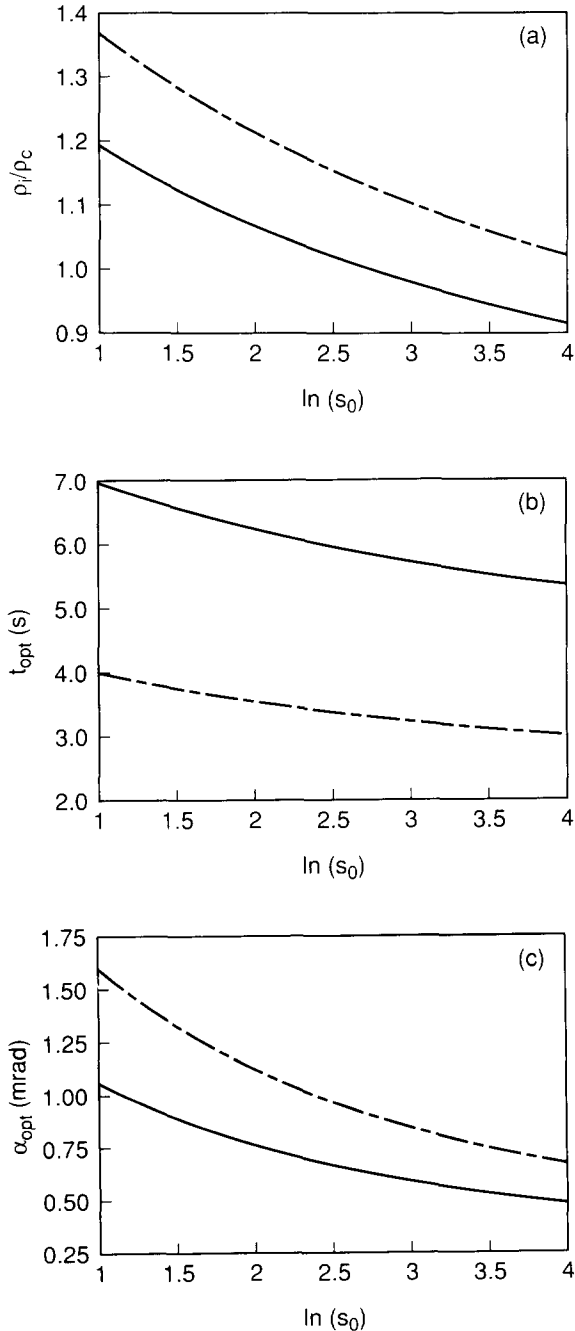 (a)
1.4
1.3
1.2
1.1
1.0
0.9
ρi/ρc
1 1.5 2 2.5 3 3.5 4
ln (s0)
(b)
7.0
6.0
5.0
4.0
3.0
2.0
topt (s)
1 1.5 2 2.5 3 3.5 4
ln (s0)
(c)
1.75
1.50
1.25
1.00
0.75
0.50
0.25
αopt (mrad)
1 1.5 2 2.5 3 3.5 4
ln (s0)